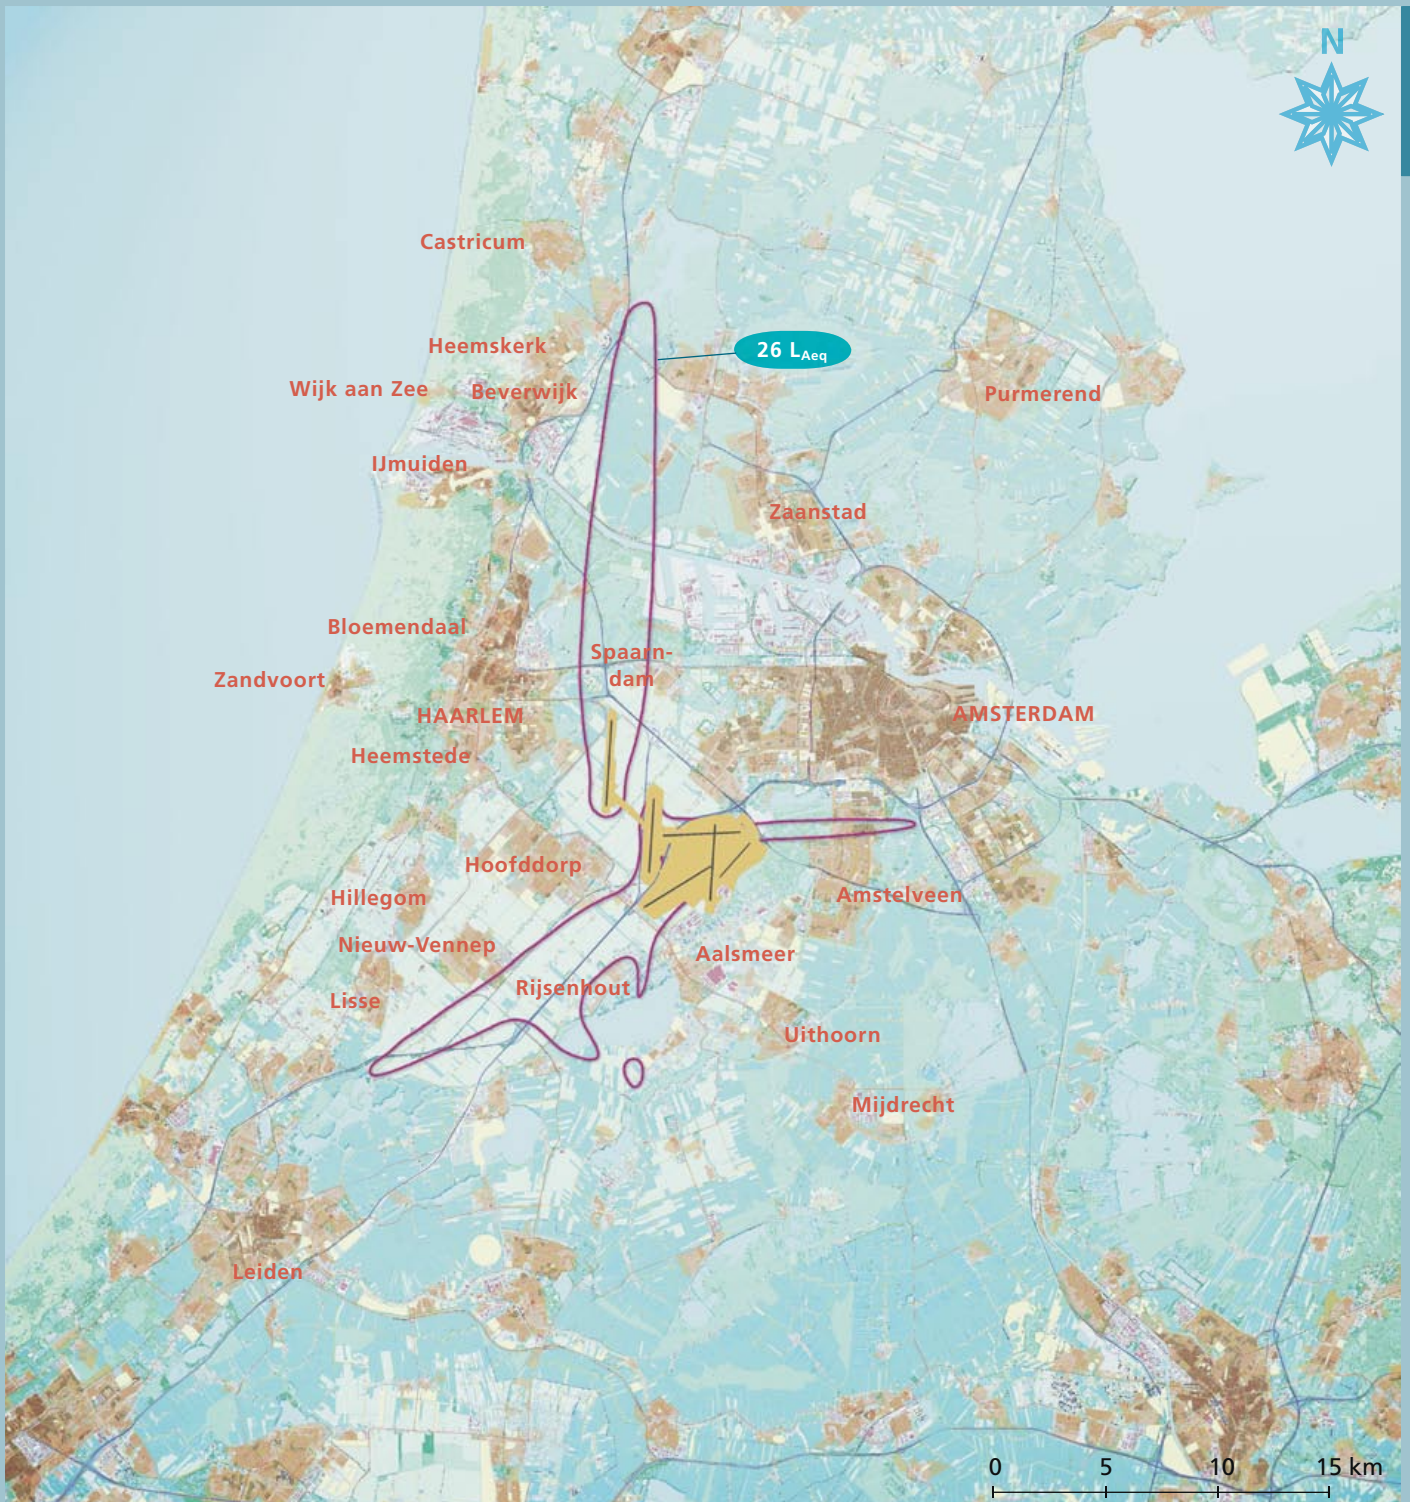 N
Castricum
Heemskerk
26 LAeq
Wijk aan Zee
Beverwijk
Purmerend
IJmuiden
Zaanstad
Bloemendaal
Spaarn-
dam
Zandvoort
HAARLEM
AMSTERDAM
Heemstede
Hoofddorp
Hillegom
Amstelveen
Nieuw-Vennep
Aalsmeer
Rijsenhout
Lisse
Uithoorn
Mijdrecht
Leiden
0 5 10 15 km